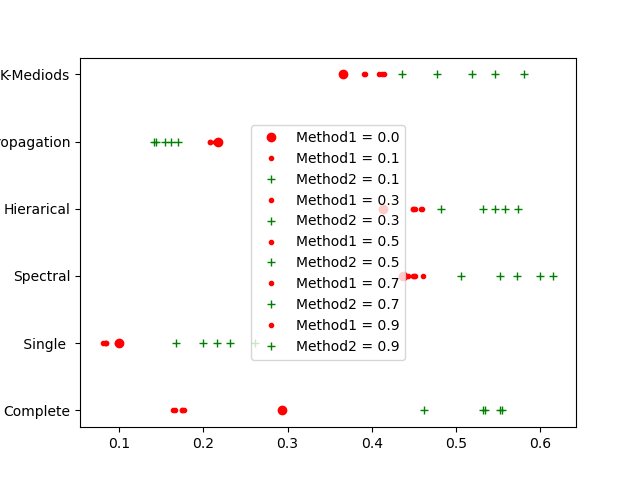 K-Mediods
opagation
Hierarical
Spectral
Single
Complete
Method1 = 0.0
Method1 = 0.1
Method2 = 0.1
Method1 = 0.3
Method2 = 0.3
Method1 = 0.5
Method2 = 0.5
Method1 = 0.7
Method2 = 0.7
Method1 = 0.9
Method2 = 0.9
0.1 0.2 0.3 0.4 0.5 0.6